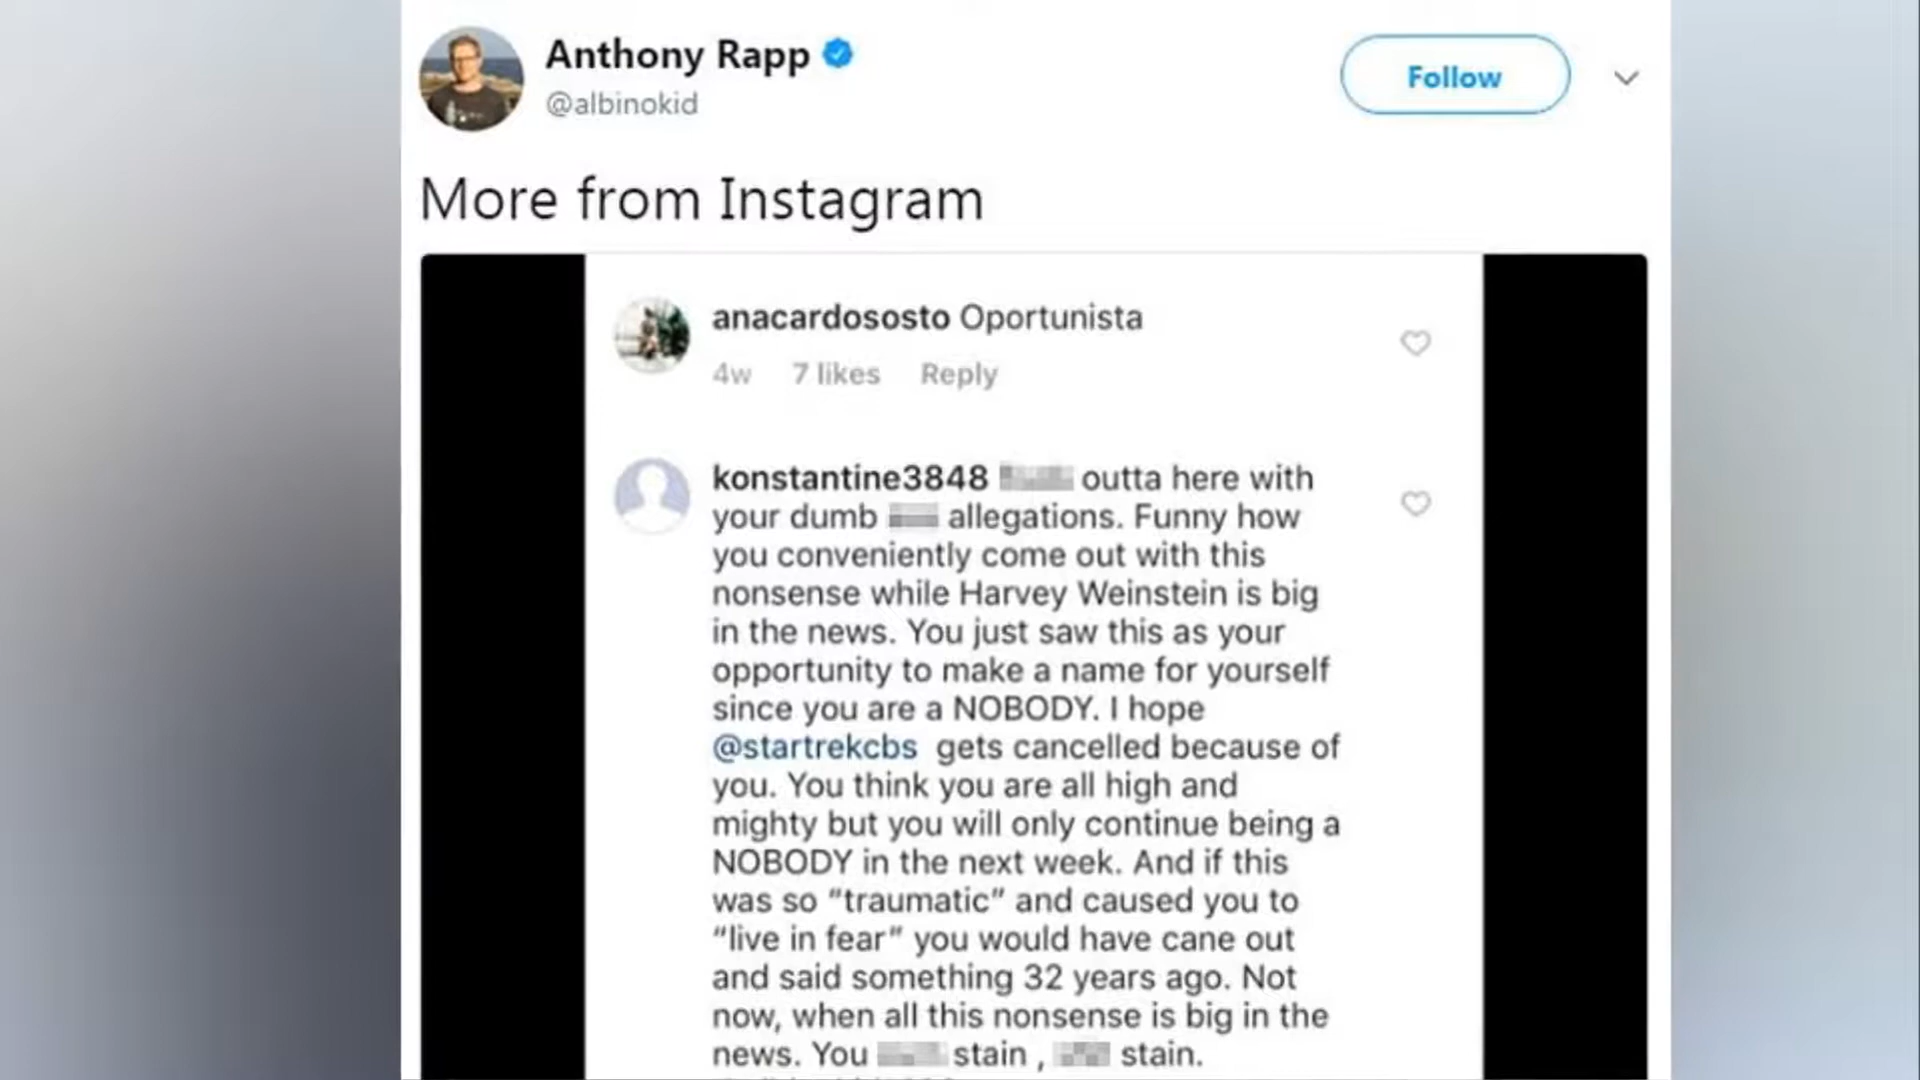 Anthony Rapp
@albinokid
Follow
More from Instagram
anacardososto Oportunista
4w 7 likes Reply
konstantine3848 outta here with
your dumb allegations. Funny how
you conveniently come out with this
nonsense while Harvey Weinstein is big
in the news. You just saw this as your
opportunity to make a name for yourself
since you are a NOBODY. I hope
@startrekcbs gets cancelled because of
you. You think you are all high and
mighty but you will only continue being a
NOBODY in the next week. And if this
was so "traumatic" and caused you to
"live in fear" you would have cane out
and said something 32 years ago. Not
now, when all this nonsense is big in the
news. You stain , stain.